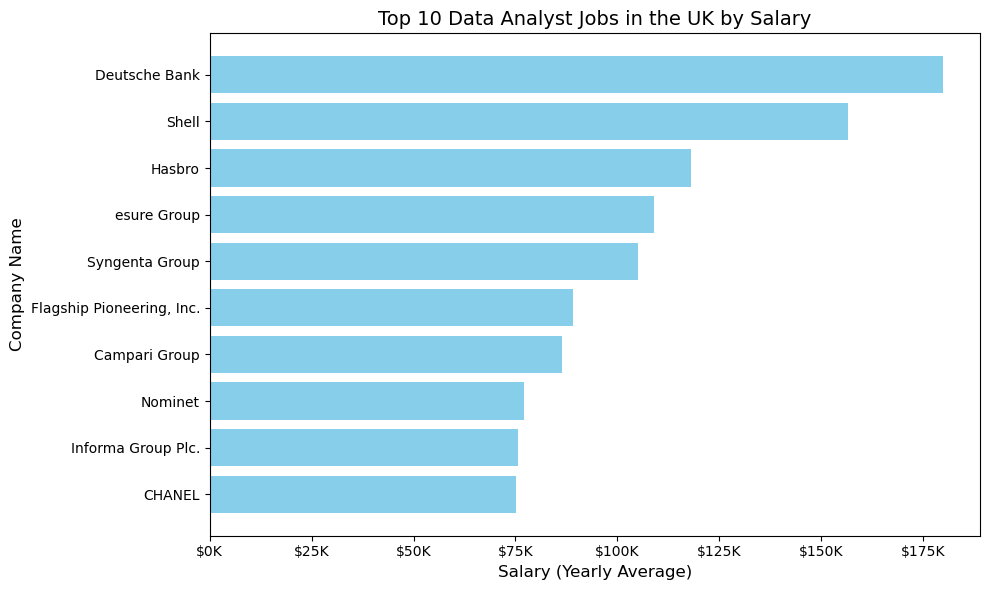 Top 10 Data Analyst Jobs in the UK by Salary
Company Name
Deutsche Bank
Shell
Hasbro
esure Group
Syngenta Group
Flagship Pioneering, Inc.
Campari Group
Nominet
Informa Group Plc.
CHANEL
$0K $25K $50K $75K $100K $125K $150K $175K
Salary (Yearly Average)